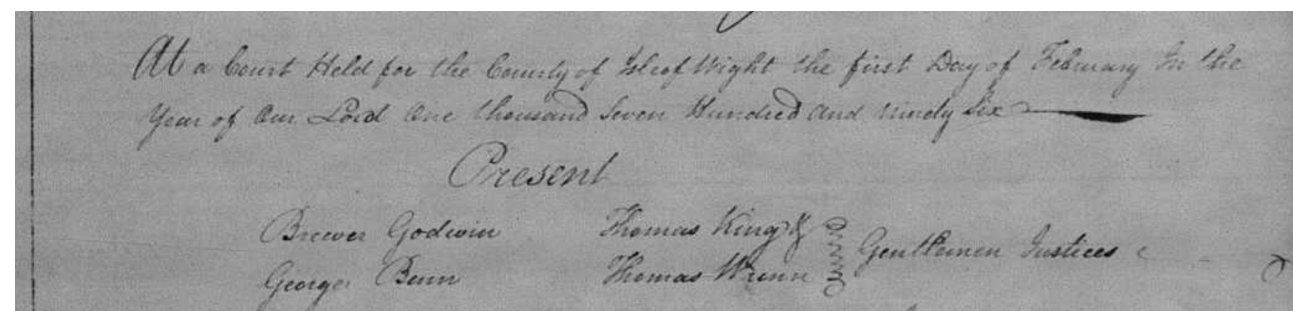 At a Court Held for the County of Isle of Wight the first Day of February In the
Year of Our Lord One thousand Seven Hundred and Ninety Six
Present
Brewer Godwin Thomas King & Gentlemen Justices
George Benn Thomas Wrenn